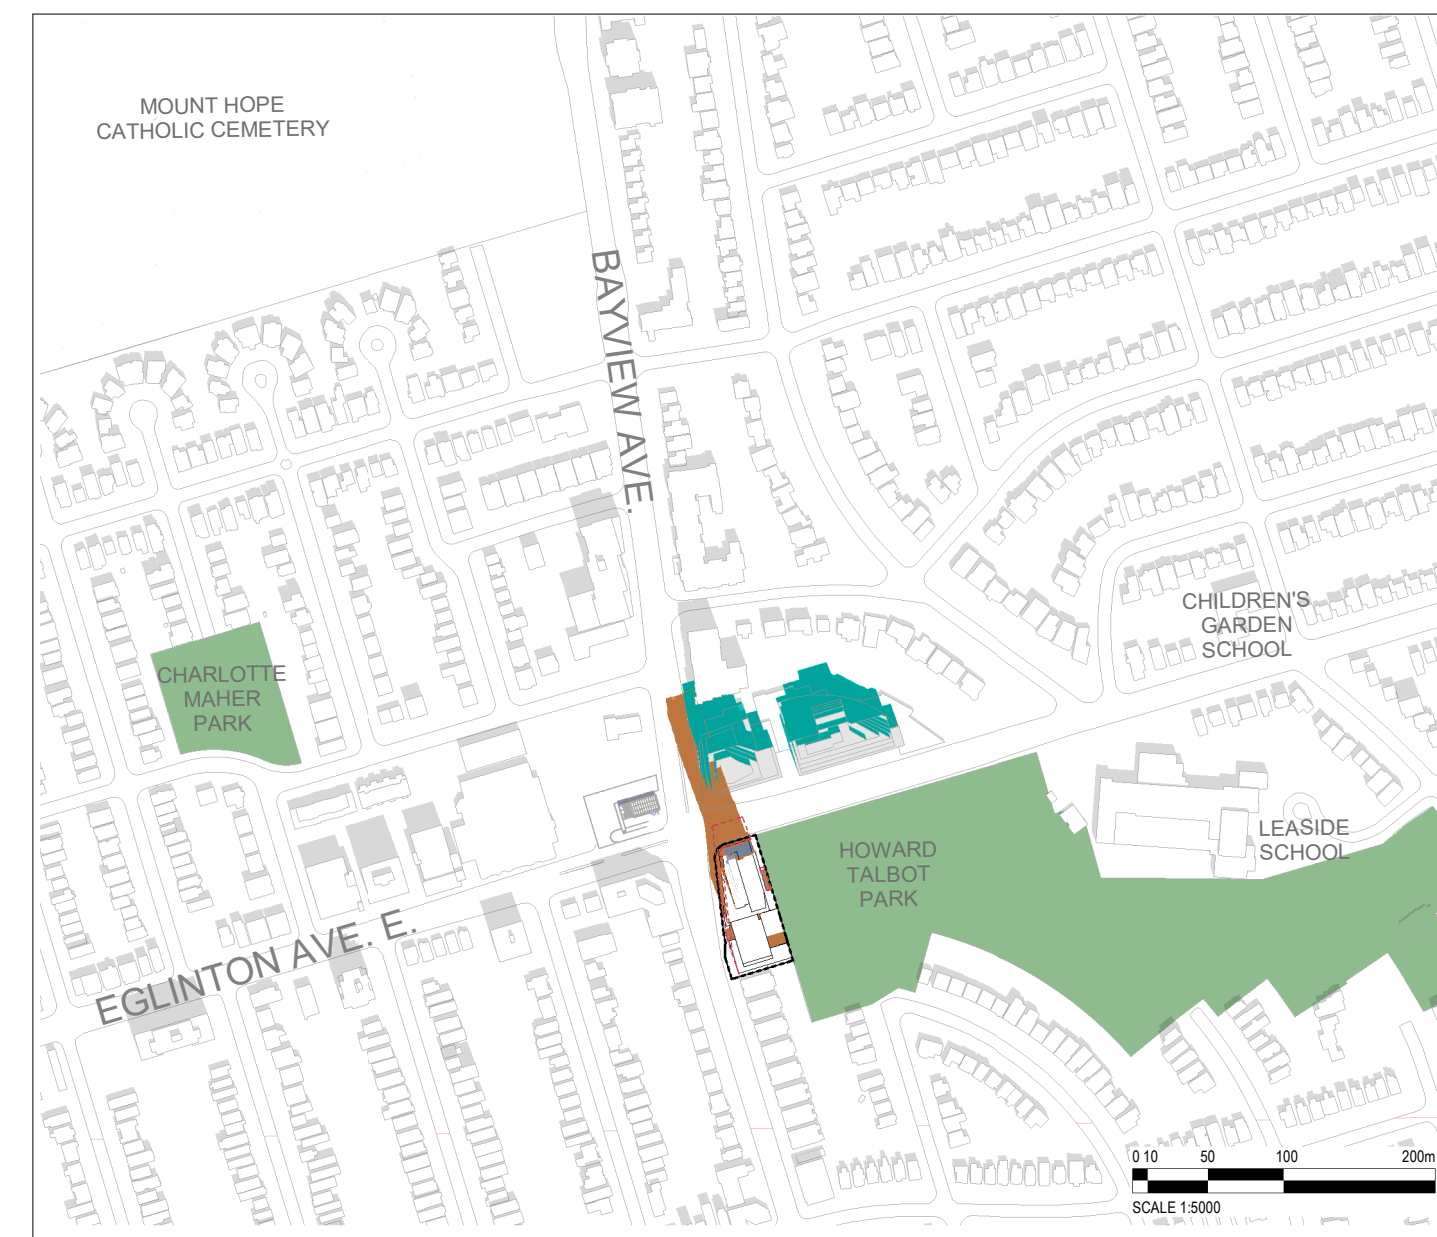 MOUNT HOPE
CATHOLIC CEMETERY
BAYVIEW AVE.
CHILDREN'S
GARDEN
SCHOOL
CHARLOTTE
MAHER
PARK
HOWARD
TALBOT
PARK
LEASIDE
SCHOOL
EGLINTON AVE. E.
0 10 50 100 200m
SCALE 1:5000